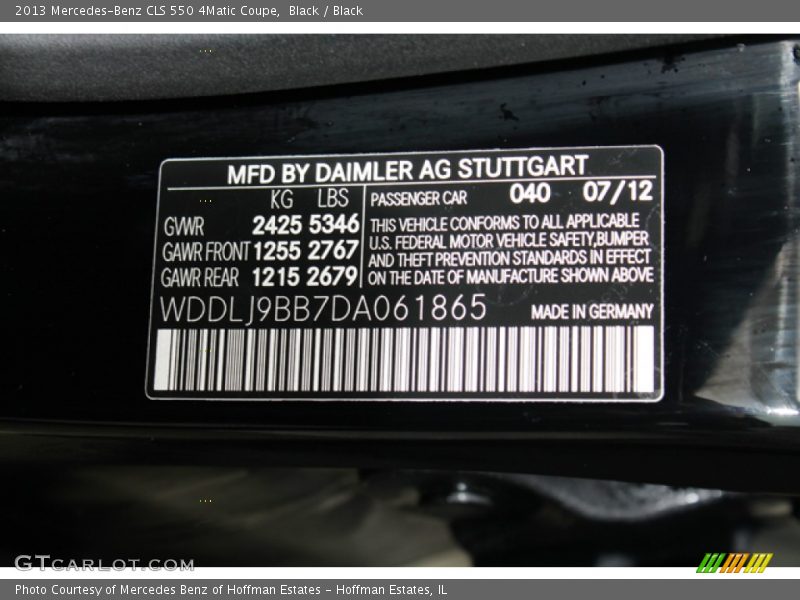 2013 Mercedes-Benz CLS 550 4Matic Coupe,  Black / Black
MFD BY DAIMLER AG STUTTGART
KG LBS
GVWR 2425 5346
GAWR FRONT 1255 2767
GAWR REAR 1215 2679
PASSENGER CAR 040 07/12
THIS VEHICLE CONFORMS TO ALL APPLICABLE
U.S. FEDERAL MOTOR VEHICLE SAFETY,BUMPER
AND THEFT PREVENTION STANDARDS IN EFFECT
ON THE DATE OF MANUFACTURE SHOWN ABOVE
WDDLJ9BB7DA061865
MADE IN GERMANY
GTCARLOT.COM
Photo Courtesy of Mercedes Benz of Hoffman Estates - Hoffman Estates, IL